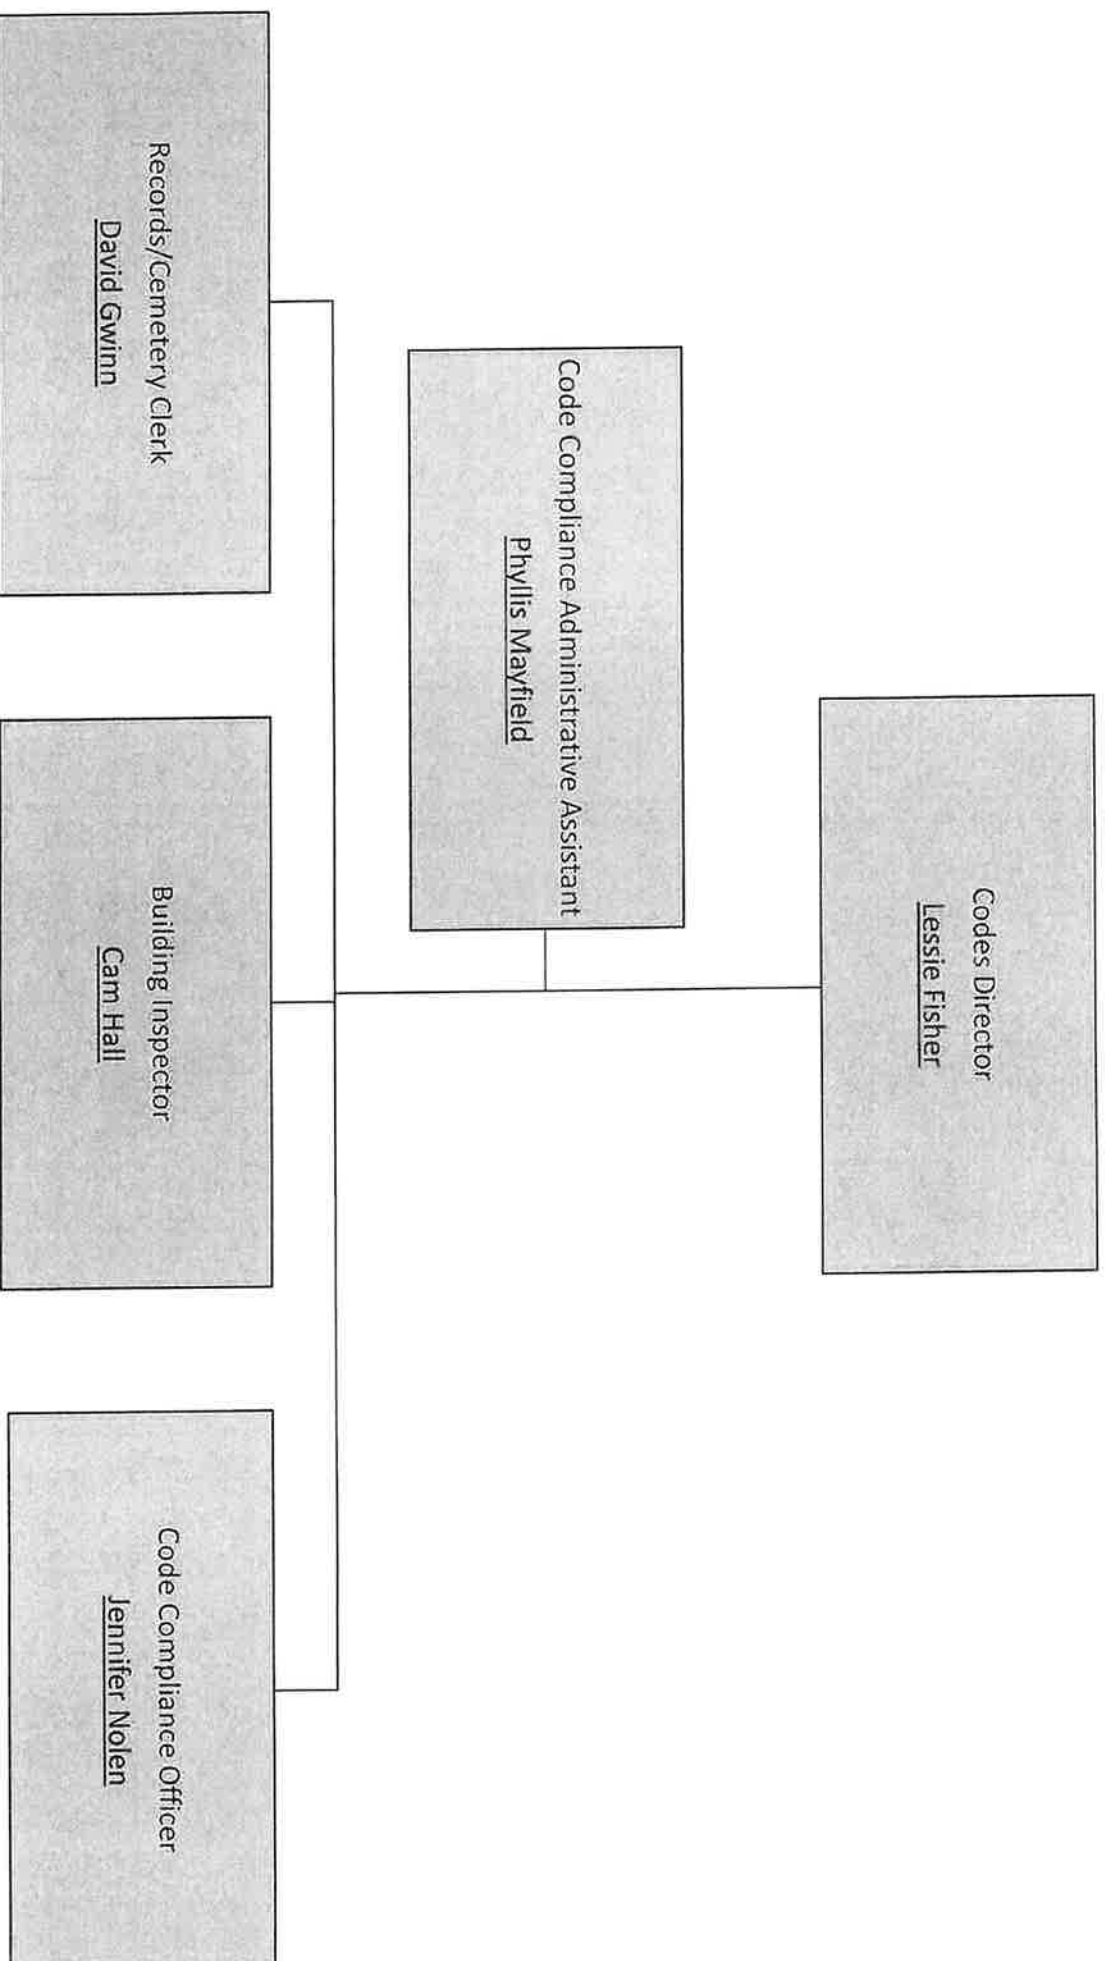 Codes Director
Lessie Fisher
Code Compliance Administrative Assistant
Phyllis Mayfield
Records/Cemetery Clerk
David Gwinn
Building Inspector
Cam Hall
Code Compliance Officer
Jennifer Nolen